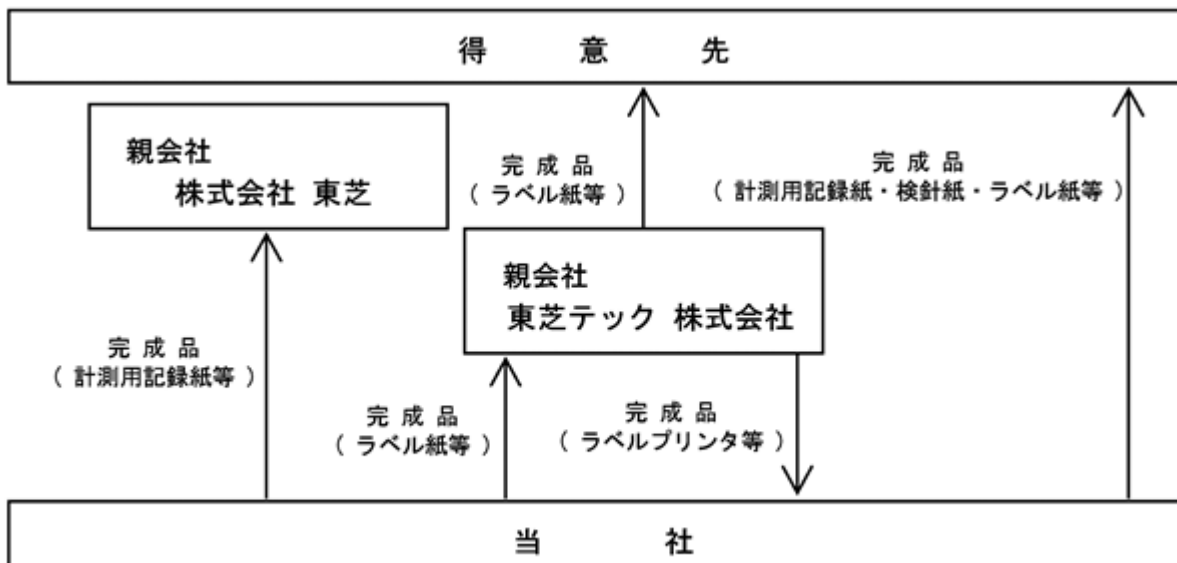 得意先
親会社
株式会社 東芝
完成品
( ラベル紙等 )
完成品
( 計測用記録紙・検針紙・ラベル紙等 )
親会社
東芝テック 株式会社
完成品
( 計測用記録紙等 )
完成品
( ラベル紙等 )
完成品
( ラベルプリンタ等 )
当社